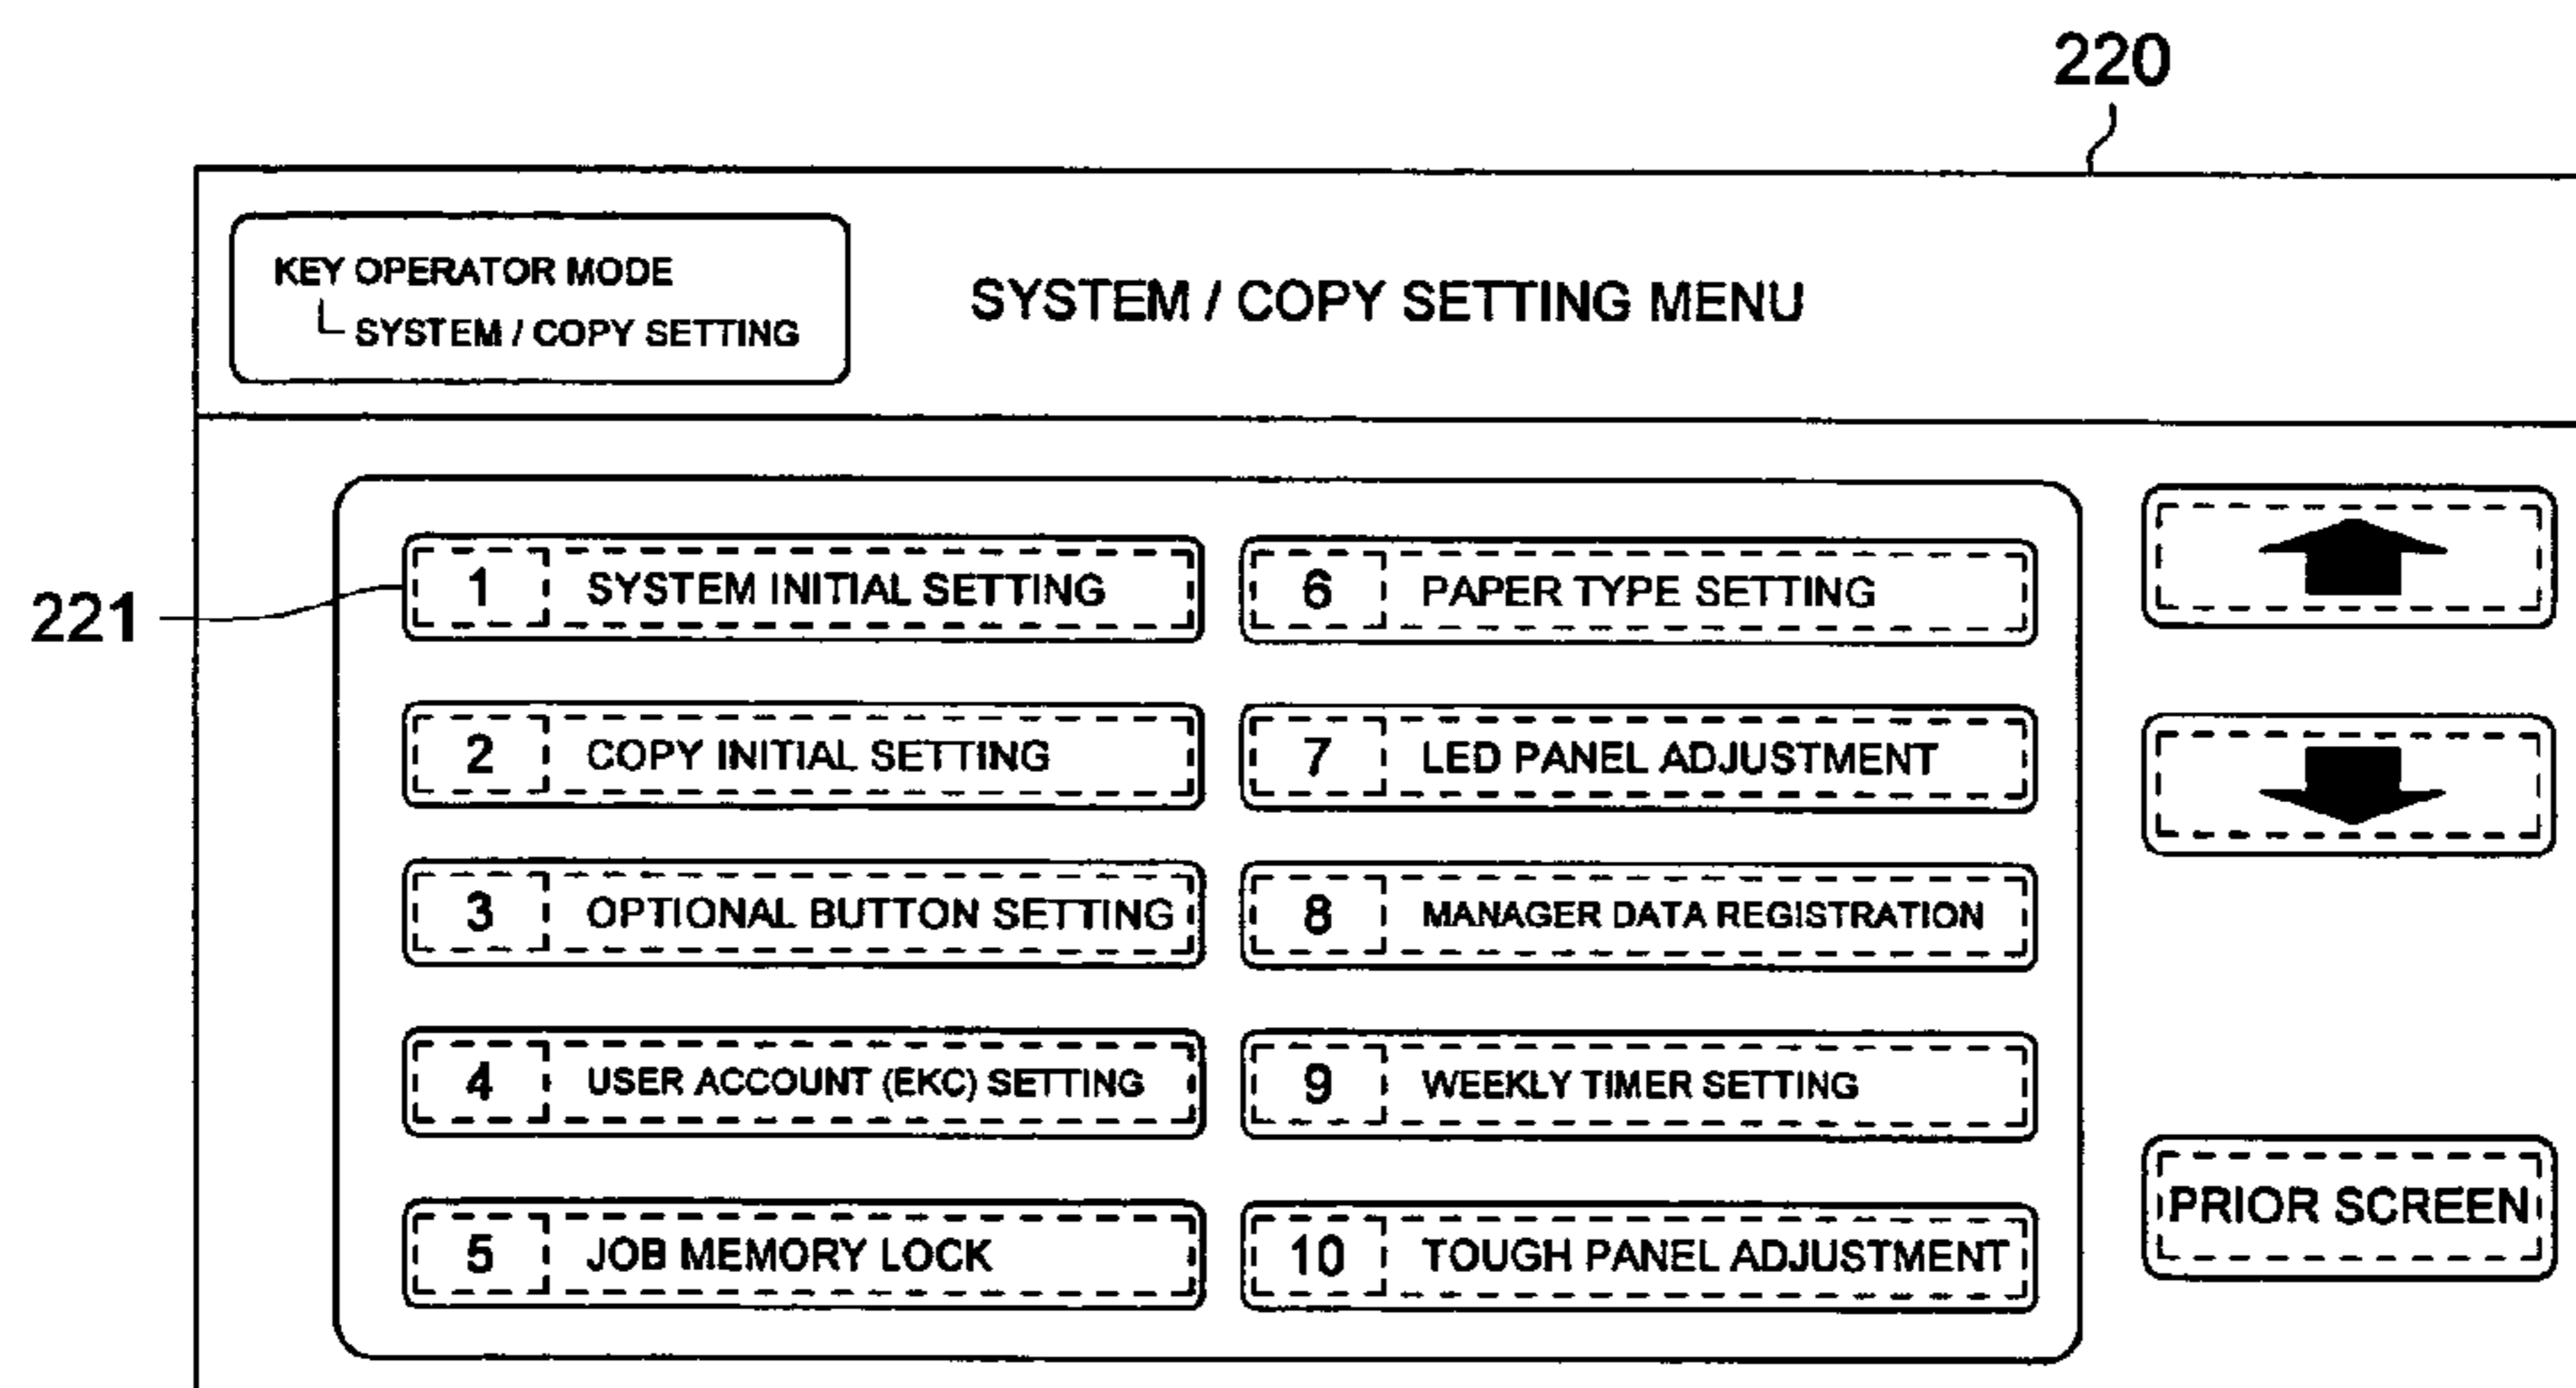 220
KEY OPERATOR MODE
SYSTEM / COPY SETTING
SYSTEM / COPY SETTING MENU
221
1 SYSTEM INITIAL SETTING
6 PAPER TYPE SETTING
2 COPY INITIAL SETTING
7 LED PANEL ADJUSTMENT
3 OPTIONAL BUTTON SETTING
8 MANAGER DATA REGISTRATION
4 USER ACCOUNT (EKC) SETTING
9 WEEKLY TIMER SETTING
PRIOR SCREEN
5 JOB MEMORY LOCK
10 TOUGH PANEL ADJUSTMENT